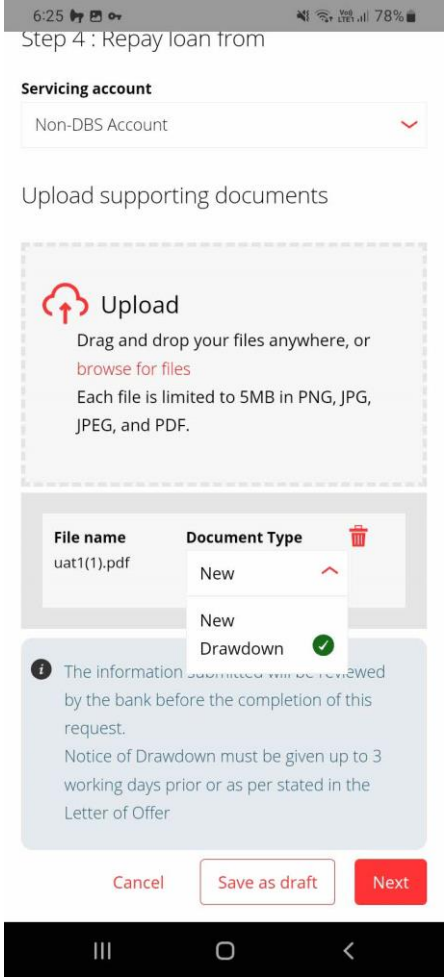 6:25 LTE1 78%
Step 4 : Repay loan from
Servicing account
Non-DBS Account
Upload supporting documents
Upload
Drag and drop your files anywhere, or
browse for files
Each file is limited to 5MB in PNG, JPG,
JPEG, and PDF.
File name Document Type
uat1(1).pdf
New
New
Drawdown
The information submitted will be reviewed
by the bank before the completion of this
request.
Notice of Drawdown must be given up to 3
working days prior or as per stated in the
Letter of Offer
Cancel Save as draft Next